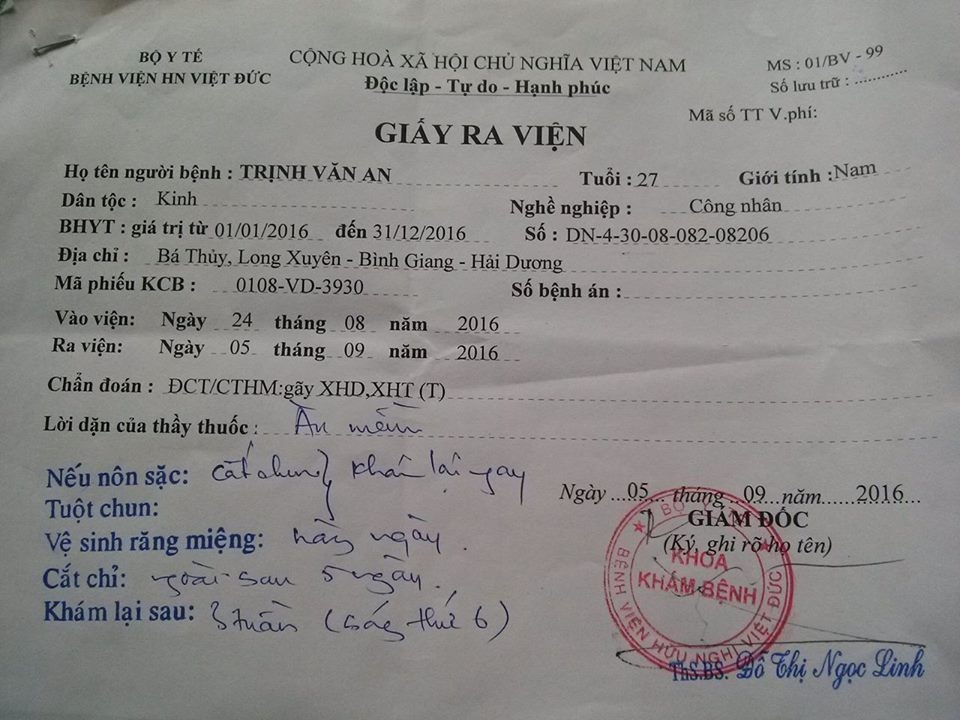 BỘ Y TẾ
BỆNH VIỆN HN VIỆT ĐỨC
CỘNG HOÀ XÃ HỘI CHỦ NGHĨA VIỆT NAM
Độc lập - Tự do - Hạnh phúc
MS : 01/BV - 99
Số lưu trữ : ............
Mã số TT V.phí:
GIẤY RA VIỆN
Họ tên người bệnh : TRỊNH VĂN AN Tuổi : 27 Giới tính : Nam
Dân tộc : Kinh Nghề nghiệp : Công nhân
BHYT : giá trị từ 01/01/2016 đến 31/12/2016 Số : DN-4-30-08-082-08206
Địa chỉ : Bá Thủy, Long Xuyên - Bình Giang - Hải Dương
Mã phiếu KCB : 0108-VD-3930 Số bệnh án :
Vào viện: Ngày 24 tháng 08 năm 2016
Ra viện: Ngày 05 tháng 09 năm 2016
Chẩn đoán : ĐCT/CTHM:gãy XHD,XHT (T)
Lời dặn của thầy thuốc : Ăn mềm
Nếu nôn sặc: cắt chun, khám lại ngay
Tuột chun:
Vệ sinh răng miệng: hàng ngày.
Cắt chỉ: ngoài sau 5 ngày.
Khám lại sau: 3 tuần (sáng thứ 6)
Ngày 05 tháng 09 năm 2016
GIÁM ĐỐC
(Ký, ghi rõ họ tên)
KHOA
KHÁM BỆNH
BỆNH VIỆN HỮU NGHỊ VIỆT ĐỨC
ThS.BS. Đỗ Thị Ngọc Linh